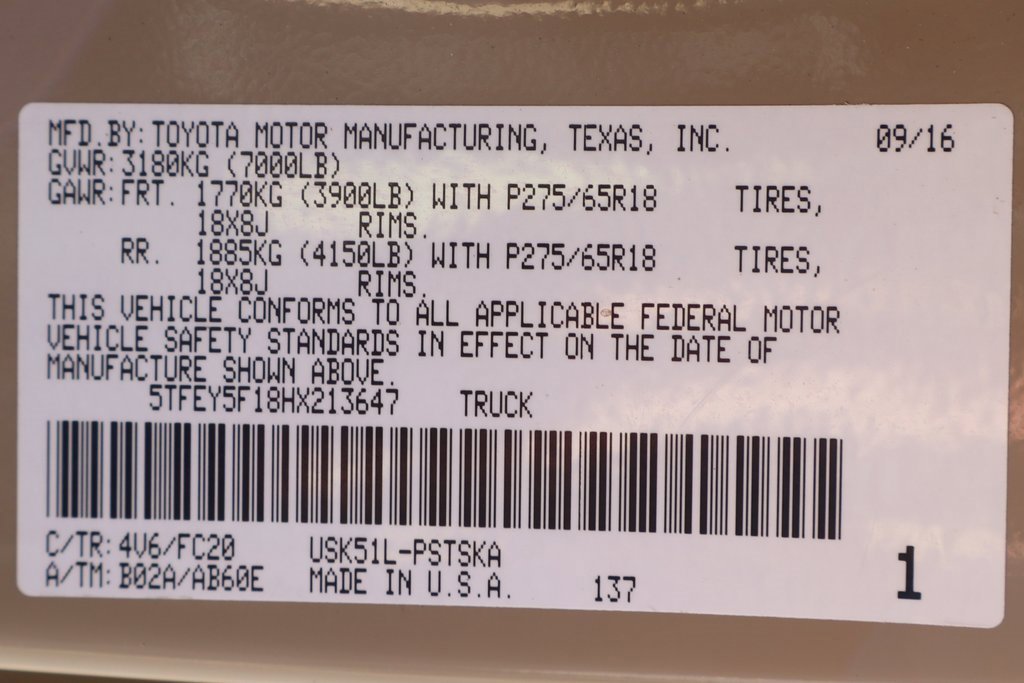 MFD.BY: TOYOTA MOTOR MANUFACTURING, TEXAS, INC. 09/16
GVWR: 3180KG (7000LB)
GAWR: FRT. 1770KG (3900LB) WITH P275/65R18 TIRES,
18X8J RIMS.
RR. 1885KG (4150LB) WITH P275/65R18 TIRES,
18X8J RIMS.
THIS VEHICLE CONFORMS TO ALL APPLICABLE FEDERAL MOTOR
VEHICLE SAFETY STANDARDS IN EFFECT ON THE DATE OF
MANUFACTURE SHOWN ABOVE.
5TFEY5F18HX213647 TRUCK
C/TR: 4V6/FC20 USK51L-PSTSKA
A/TM: B02A/AB60E MADE IN U.S.A. 137 1